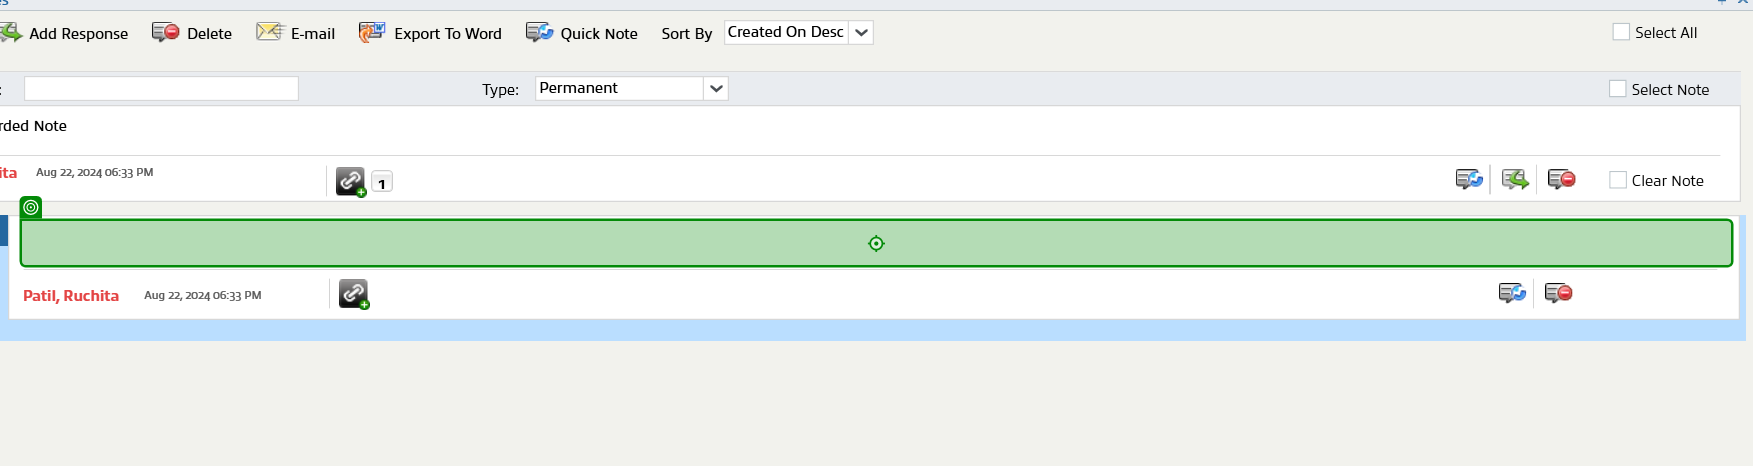 Add Response Delete E-mail Export To Word Quick Note Sort By Created On Desc Select All
: Type: Permanent Select Note
rded Note
ita Aug 22, 2024 06:33 PM 1 Clear Note
Patil, Ruchita Aug 22, 2024 06:33 PM